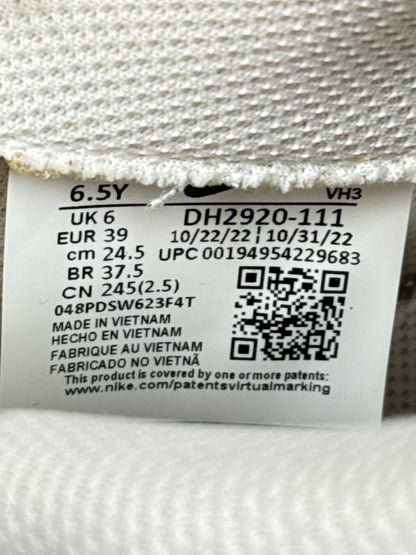 6.5Y VH3
UK 6 DH2920-111
EUR 39 10/22/22 | 10/31/22
cm 24.5 UPC 00194954229683
BR 37.5
CN 245(2.5)
048PDSW623F4T
MADE IN VIETNAM
HECHO EN VIETNAM
FABRIQUE AU VIETNAM
FABRICADO NO VIETNÃ
This product is covered by one or more patents:
www.nike.com/patentsvirtualmarking